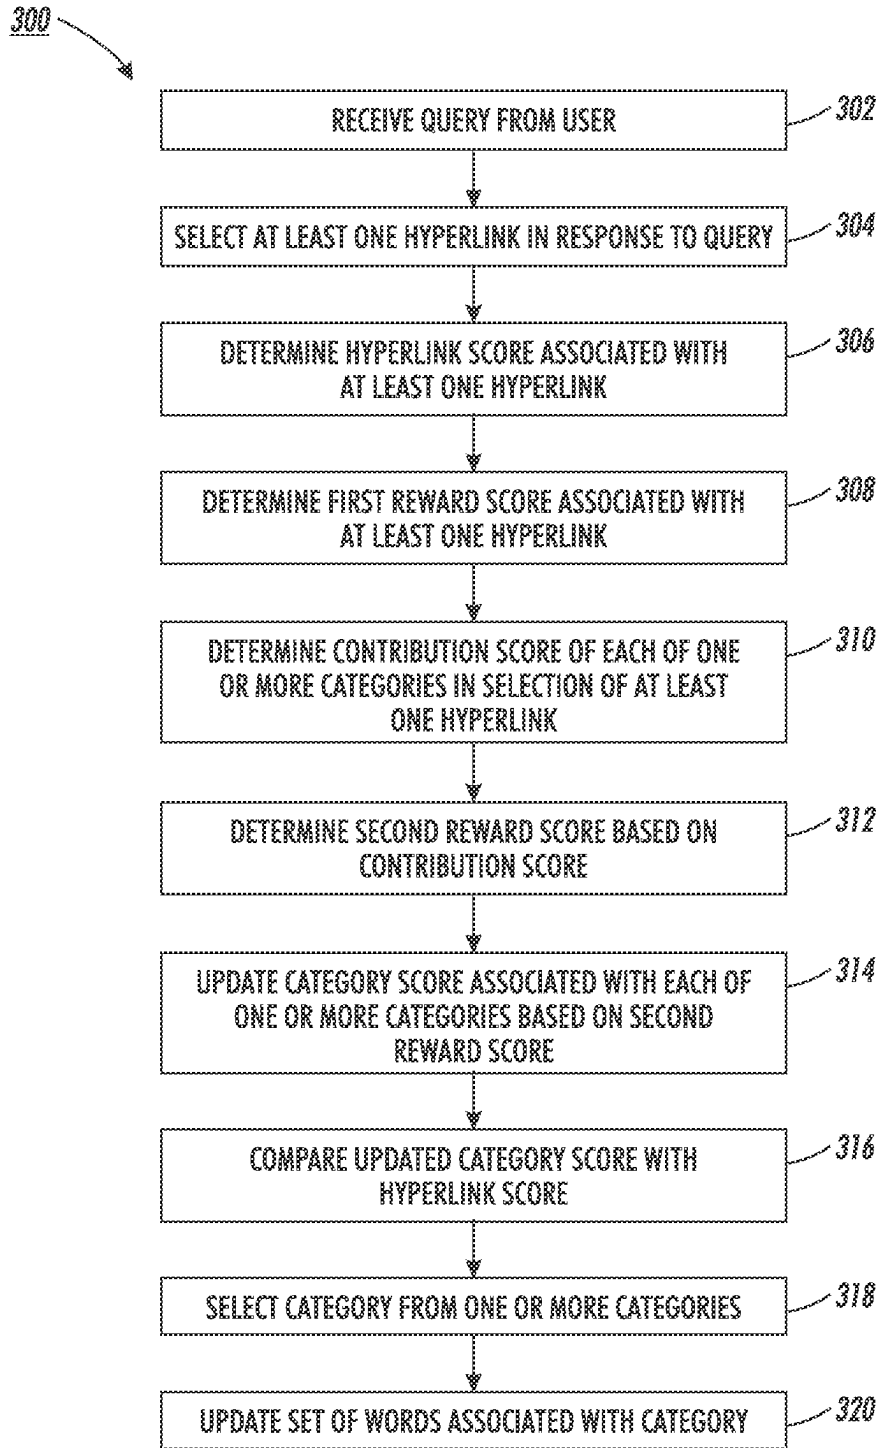 300
RECEIVE QUERY FROM USER
302
SELECT AT LEAST ONE HYPERLINK IN RESPONSE TO QUERY
304
DETERMINE HYPERLINK SCORE ASSOCIATED WITH
AT LEAST ONE HYPERLINK
306
DETERMINE FIRST REWARD SCORE ASSOCIATED WITH
AT LEAST ONE HYPERLINK
308
DETERMINE CONTRIBUTION SCORE OF EACH OF ONE
OR MORE CATEGORIES IN SELECTION OF AT LEAST
ONE HYPERLINK
310
DETERMINE SECOND REWARD SCORE BASED ON
CONTRIBUTION SCORE
312
UPDATE CATEGORY SCORE ASSOCIATED WITH EACH OF
ONE OR MORE CATEGORIES BASED ON SECOND
REWARD SCORE
314
COMPARE UPDATED CATEGORY SCORE WITH
HYPERLINK SCORE
316
SELECT CATEGORY FROM ONE OR MORE CATEGORIES
318
UPDATE SET OF WORDS ASSOCIATED WITH CATEGORY
320